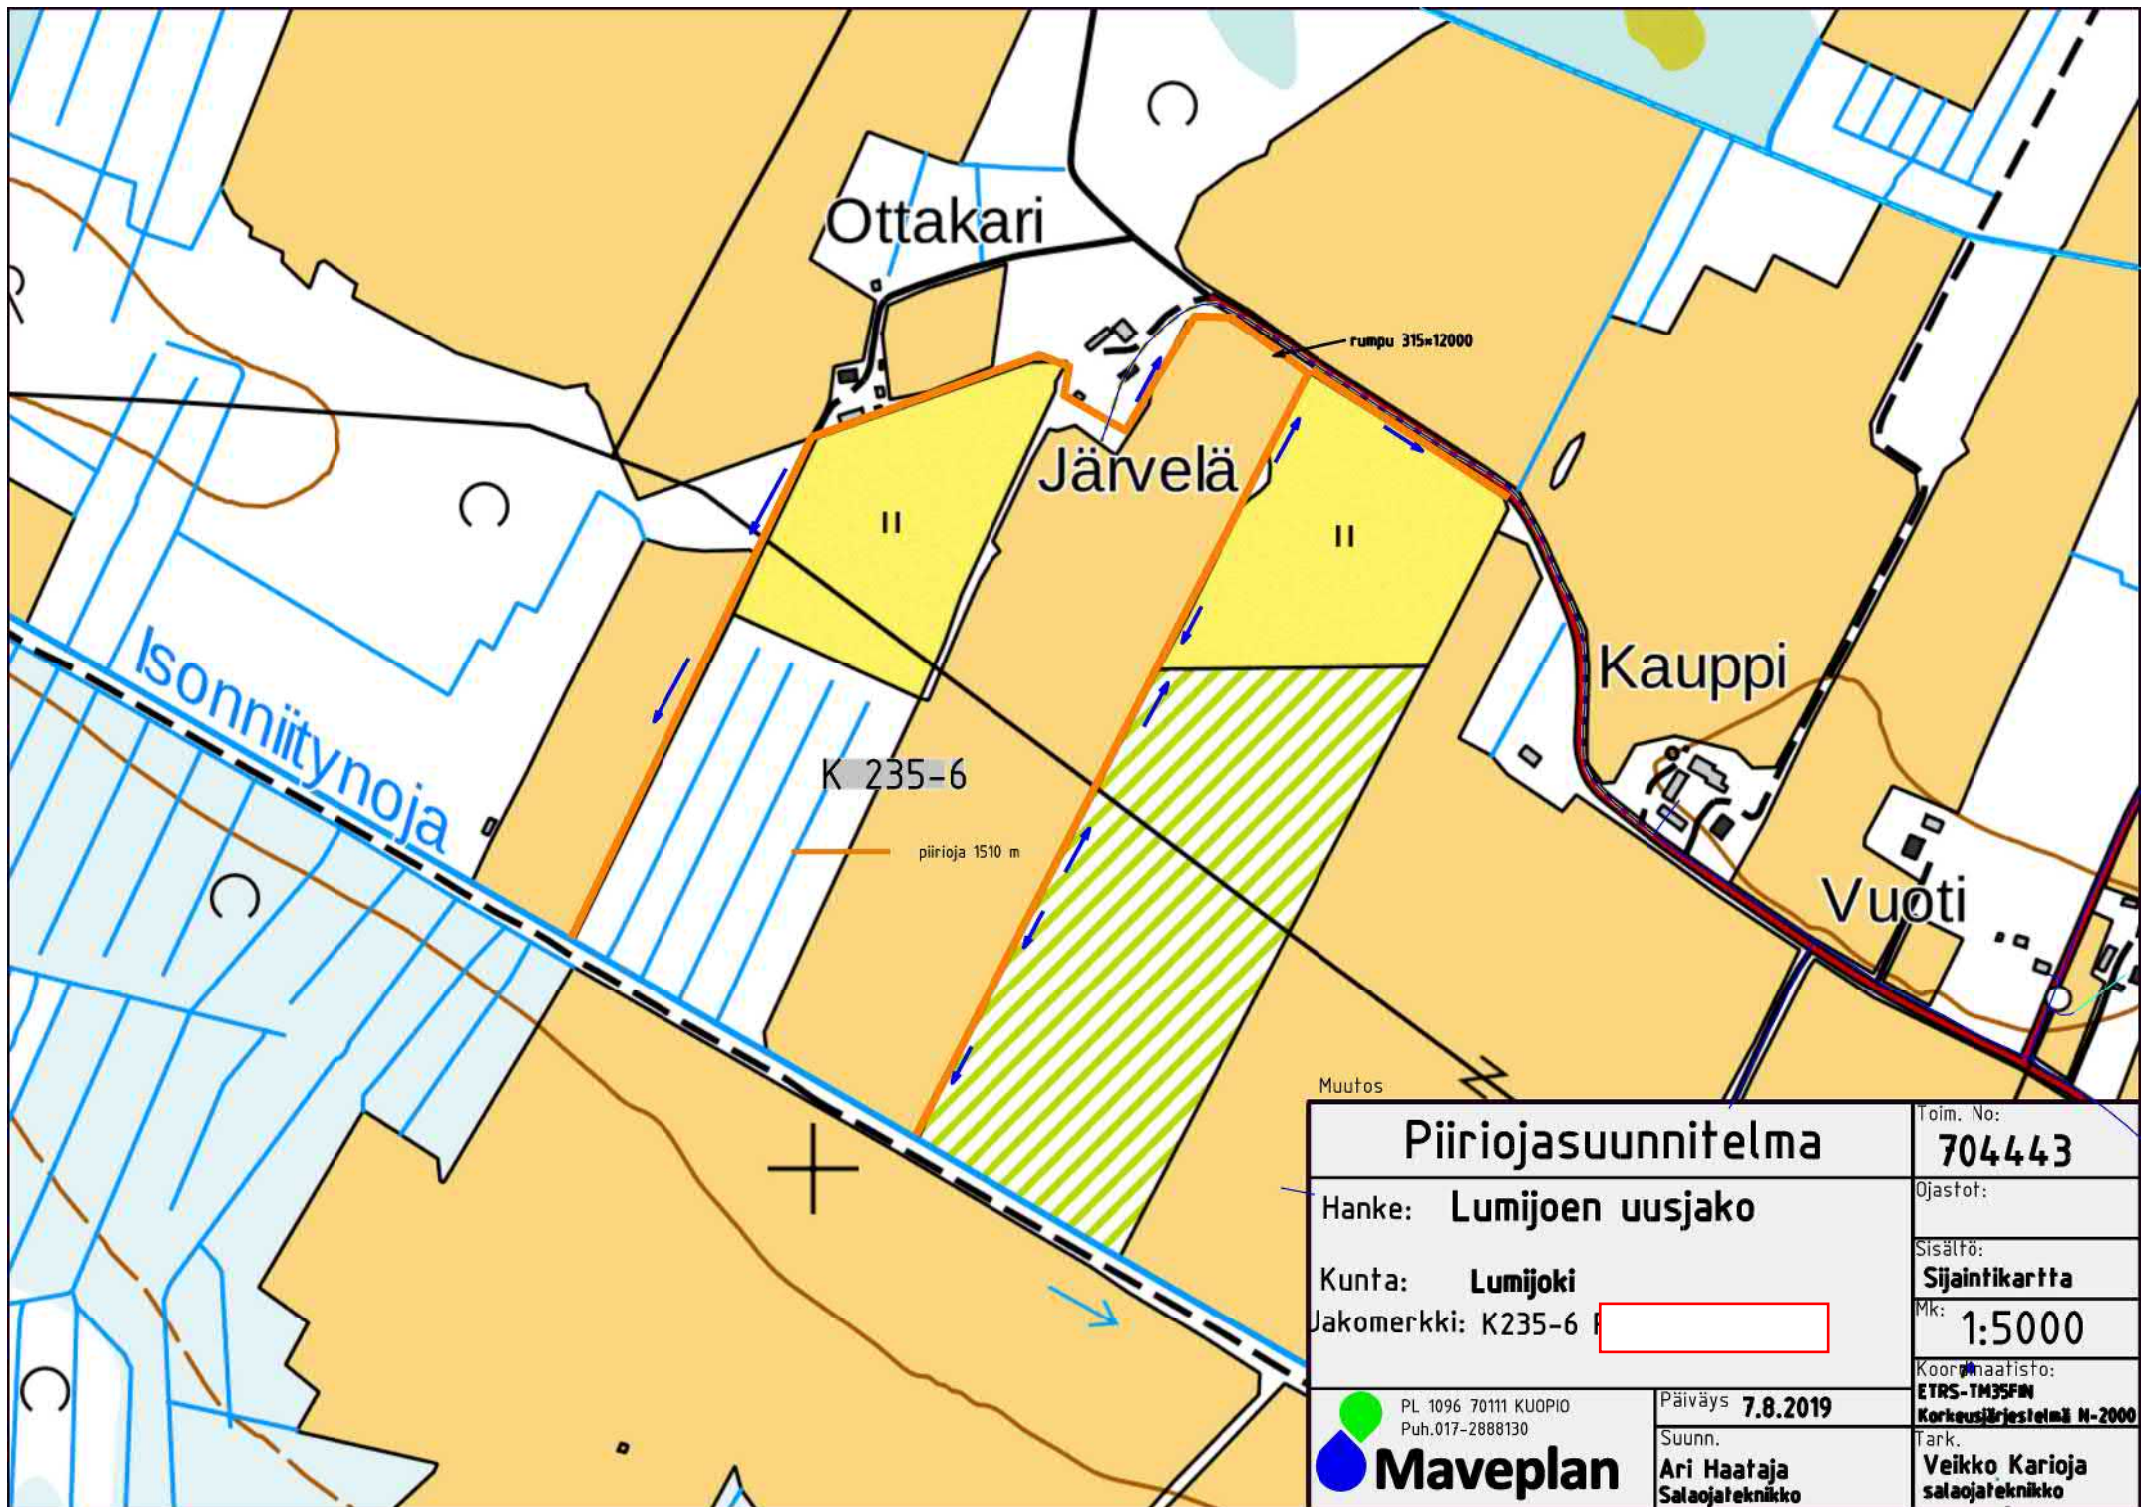 Ottakari
rumpu 315*12000
Järvelä
II
II
Isonniitynoja
Kauppi
K 235-6
piirioja 1510 m
Vuoti
Muutos
Piiriojasuunnitelma
Toim. No:
704443
Hanke: Lumijoen uusjako
Ojastot:
Kunta: Lumijoki
Sisältö:
Sijaintikartta
Jakomerkki: K235-6
Mk: 1:5000
Koordinaatisto:
ETRS-TM35FIN
Korkeusjärjestelmä N-2000
PL 1096 70111 KUOPIO
Puh.017-2888130
Maveplan
Päiväys 7.8.2019
Suunn.
Ari Haataja
Salaojateknikko
Tark.
Veikko Karioja
salaojateknikko